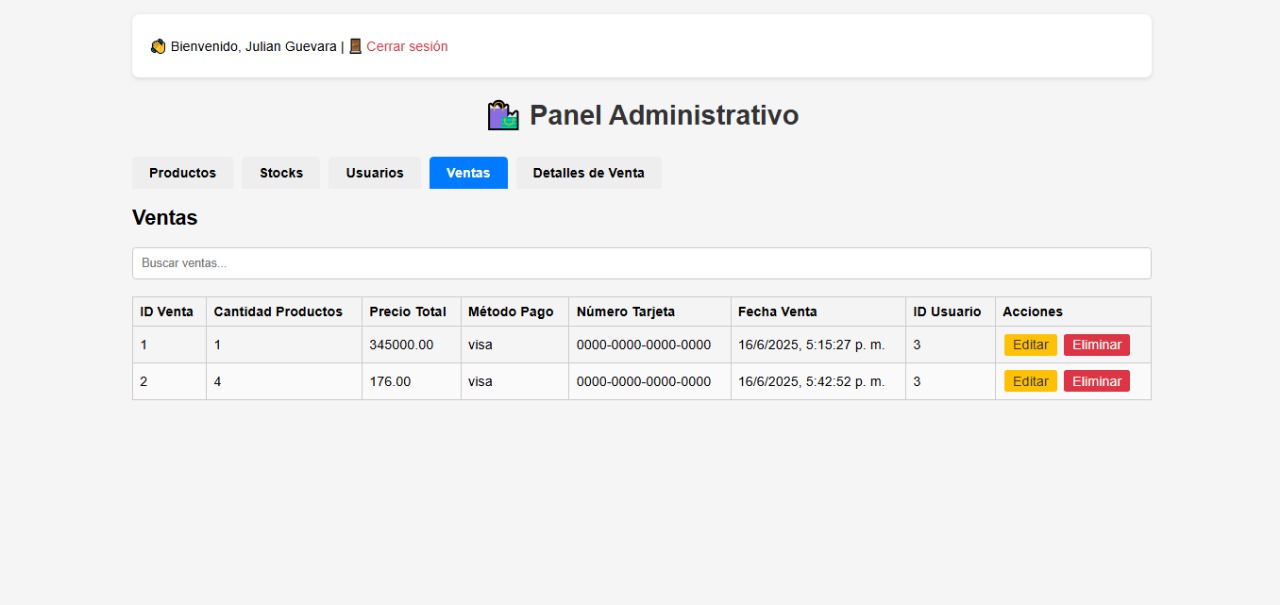 Bienvenido, Julian Guevara | Cerrar sesión
Panel Administrativo
Productos Stocks Usuarios Ventas Detalles de Venta
Ventas
Buscar ventas...
ID Venta Cantidad Productos Precio Total Método Pago Número Tarjeta Fecha Venta ID Usuario Acciones
1 1 345000.00 visa 0000-0000-0000-0000 16/6/2025, 5:15:27 p. m. 3 Editar Eliminar
2 4 176.00 visa 0000-0000-0000-0000 16/6/2025, 5:42:52 p. m. 3 Editar Eliminar